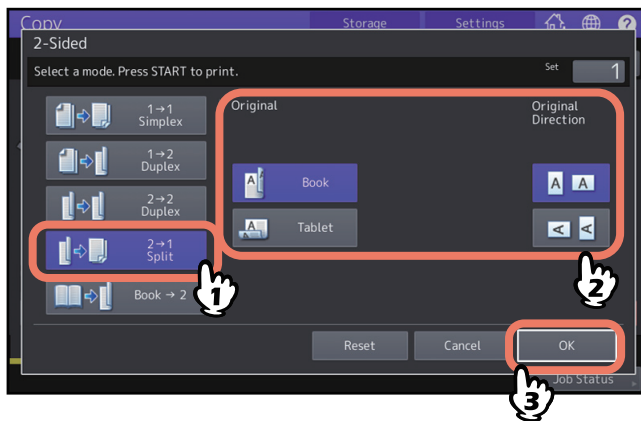 Copy
Storage
Settings
?
2-Sided
Select a mode. Press START to print.
Set
1
1→1
Simplex
1→2
Duplex
2→2
Duplex
2→1
Split
Book → 2
Original
A
Book
A
Tablet
Original
Direction
A A
A A
1
2
Reset
Cancel
OK
3
Job Status